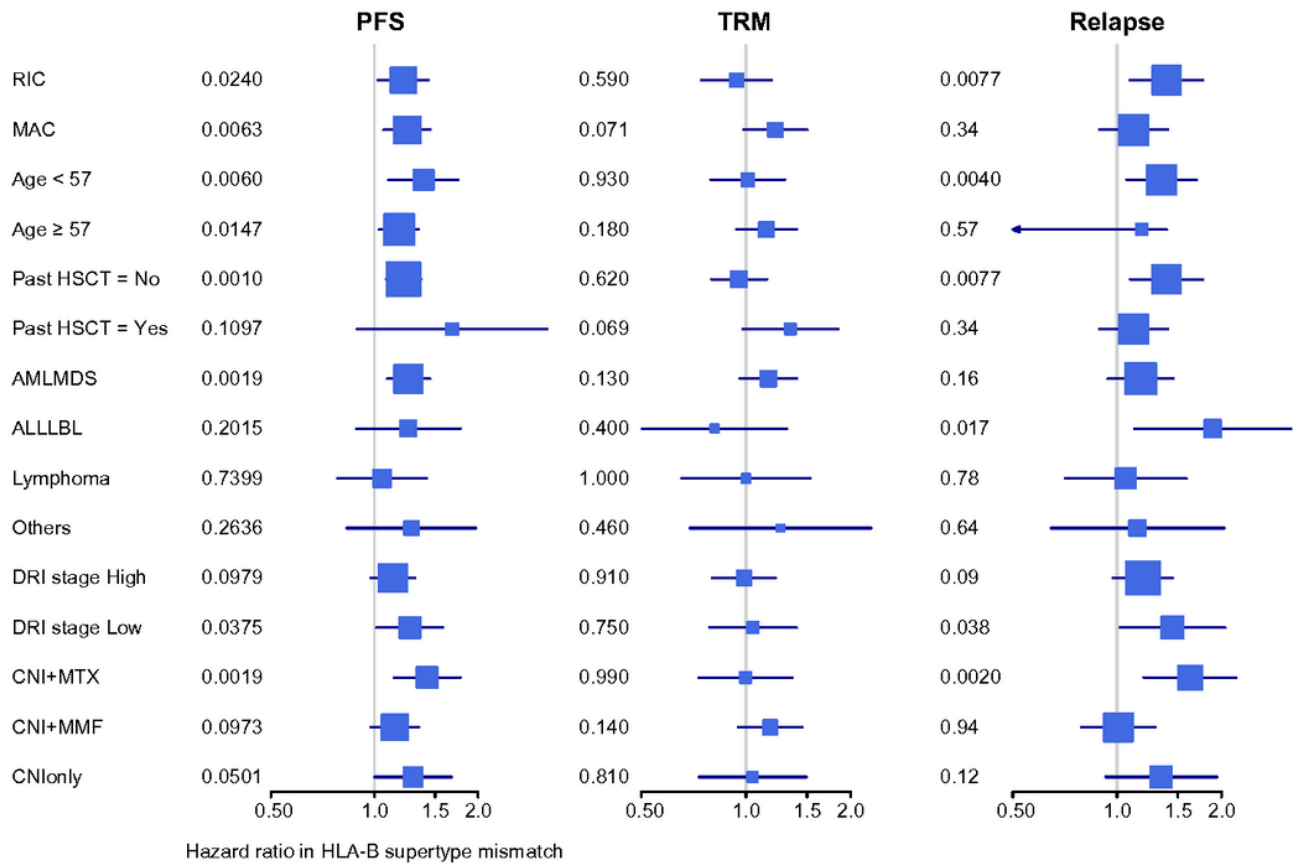 PFS TRM Relapse
RIC 0.0240 0.590 0.0077
MAC 0.0063 0.071 0.34
Age < 57 0.0060 0.930 0.0040
Age ≥ 57 0.0147 0.180 0.57
Past HSCT = No 0.0010 0.620 0.0077
Past HSCT = Yes 0.1097 0.069 0.34
AMLMDS 0.0019 0.130 0.16
ALLLBL 0.2015 0.400 0.017
Lymphoma 0.7399 1.000 0.78
Others 0.2636 0.460 0.64
DRI stage High 0.0979 0.910 0.09
DRI stage Low 0.0375 0.750 0.038
CNI+MTX 0.0019 0.990 0.0020
CNI+MMF 0.0973 0.140 0.94
CNIonly 0.0501 0.810 0.12
0.50 1.0 1.5 2.0 0.50 1.0 1.5 2.0 0.50 1.0 1.5 2.0
Hazard ratio in HLA-B supertype mismatch